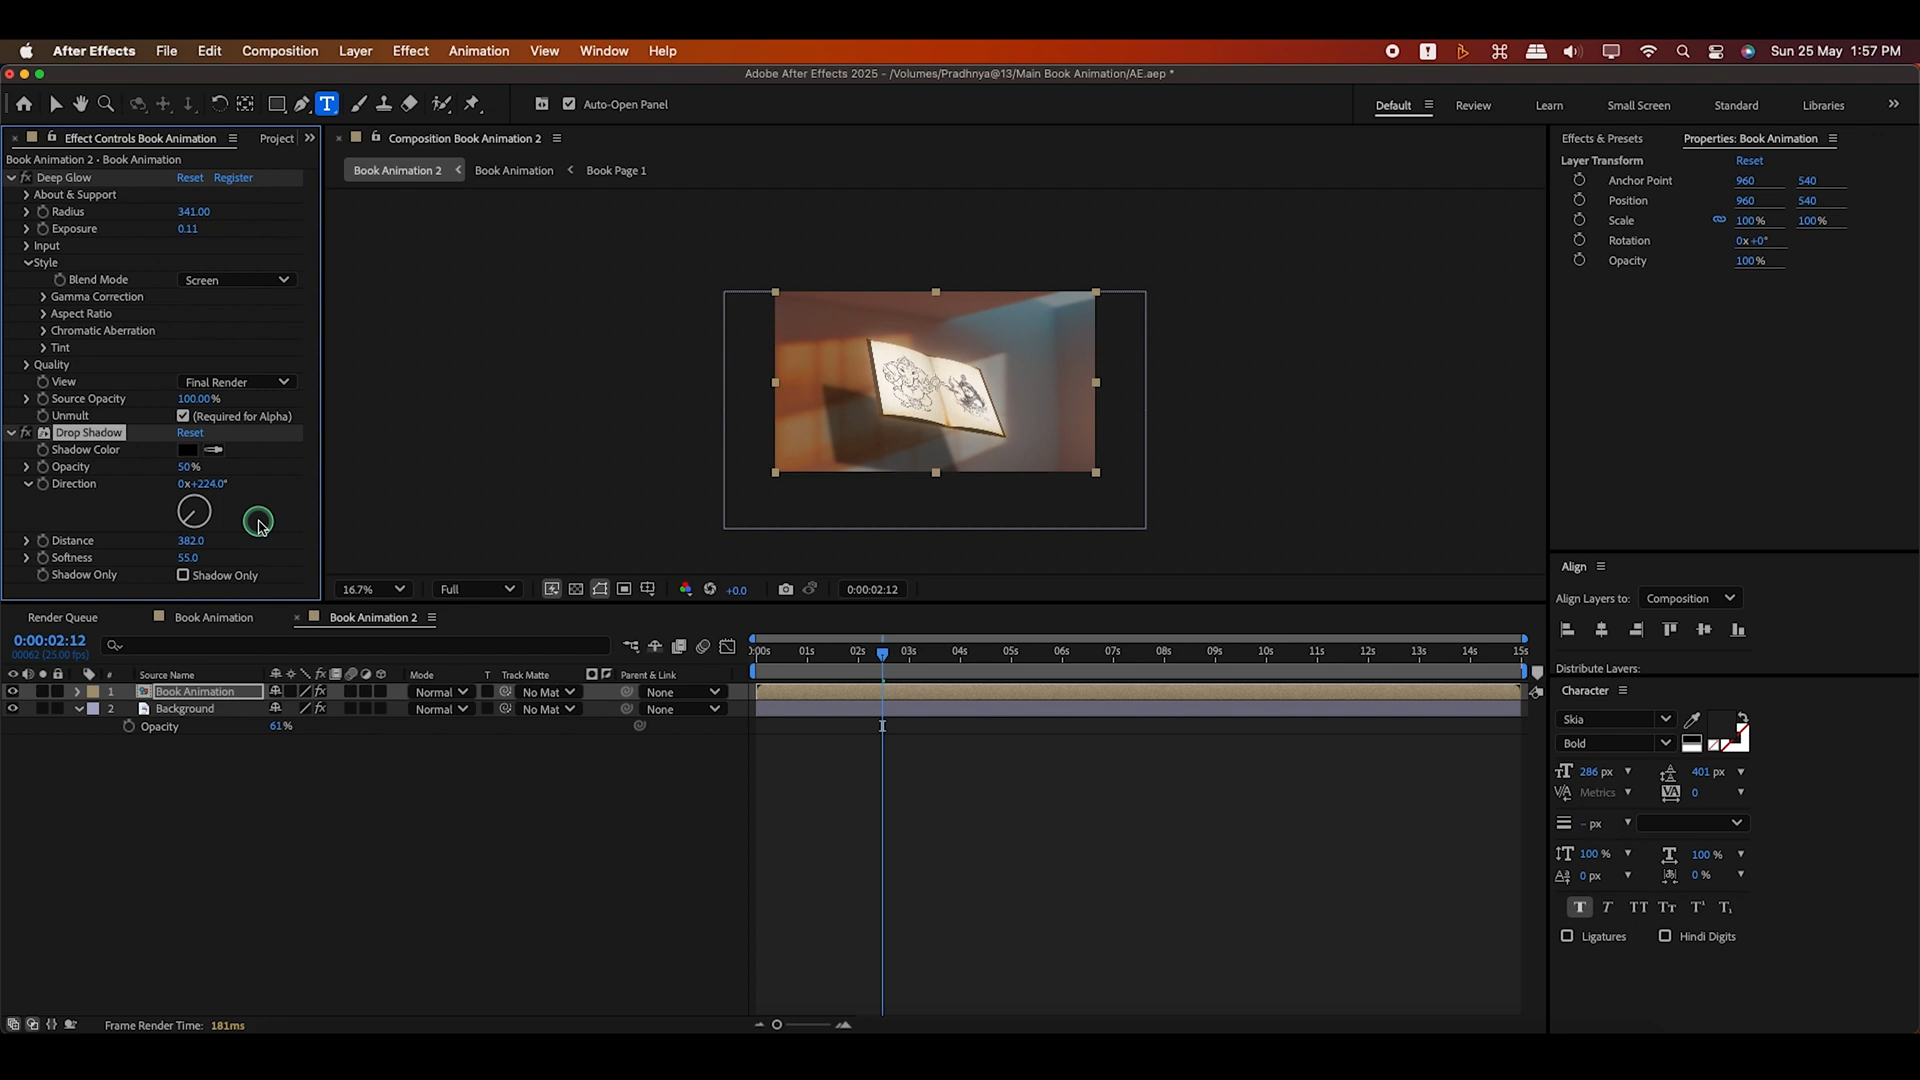 After Effects File Edit Composition Layer Effect Animation View Window Help Sun 25 May 1:57 PM
Adobe After Effects 2025 - /Volumes/Pradhnya@13/Main Book Animation/AE.aep *
T Auto-Open Panel Default Review Learn Small Screen Standard Libraries
Effect Controls Book Animation Project
Book Animation 2 • Book Animation
Deep Glow Reset Register
About & Support
Radius 341.00
Exposure 0.11
Input
Style
Blend Mode Screen
Gamma Correction
Aspect Ratio
Chromatic Aberration
Tint
Quality
View Final Render
Source Opacity 100.00%
Unmult (Required for Alpha)
fx Drop Shadow Reset
Shadow Color
Opacity 50%
Direction 0x+224.0°
Distance 382.0
Softness 55.0
Shadow Only Shadow Only
Composition Book Animation 2
Book Animation 2 Book Animation Book Page 1
16.7% Full +0.0 0:00:02:12
Effects & Presets Properties: Book Animation
Layer Transform Reset
Anchor Point 960 540
Position 960 540
Scale 100% 100%
Rotation 0x+0°
Opacity 100%
Align
Align Layers to: Composition
Distribute Layers:
Character
Skia
Bold
286 px 401 px
Metrics 0
- px
100 % 100 %
0 px 0 %
T T TT Tт T¹ T₁
Ligatures Hindi Digits
Render Queue Book Animation Book Animation 2
0:00:02:12
00062 (25.00 fps)
:00s 01s 02s 03s 04s 05s 06s 07s 08s 09s 10s 11s 12s 13s 14s 15s
# Source Name fx Mode T Track Matte Parent & Link
1 Book Animation fx Normal No Mat None
2 Background fx Normal No Mat None
Opacity 61%
Frame Render Time: 181ms